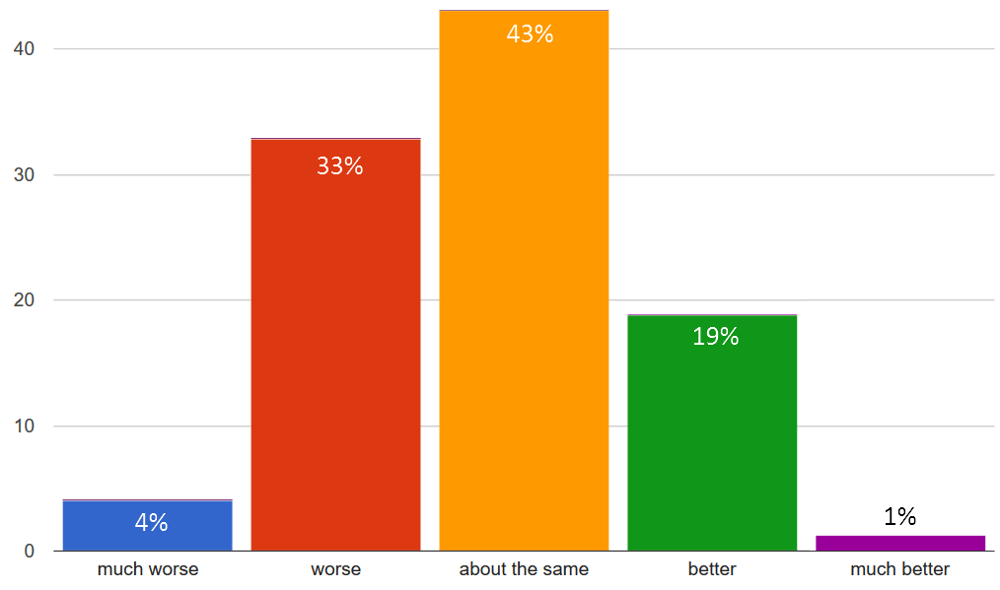 40
43%
33%
30
20
19%
10
4%
1%
0
much worse
worse
about the same
better
much better